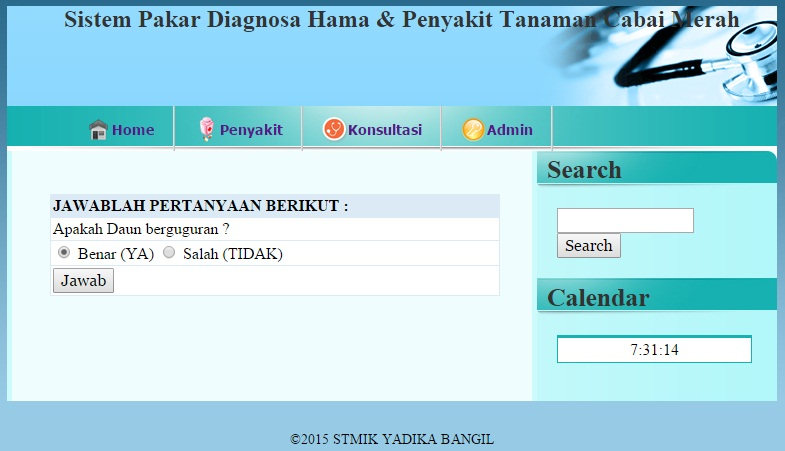 Sistem Pakar Diagnosa Hama & Penyakit Tanaman Cabai Merah
Home Penyakit Konsultasi Admin
JAWABLAH PERTANYAAN BERIKUT :
Apakah Daun berguguran ?
Benar (YA) Salah (TIDAK)
Jawab
Search
Search
Calendar
7:31:14
©2015 STMIK YADIKA BANGIL